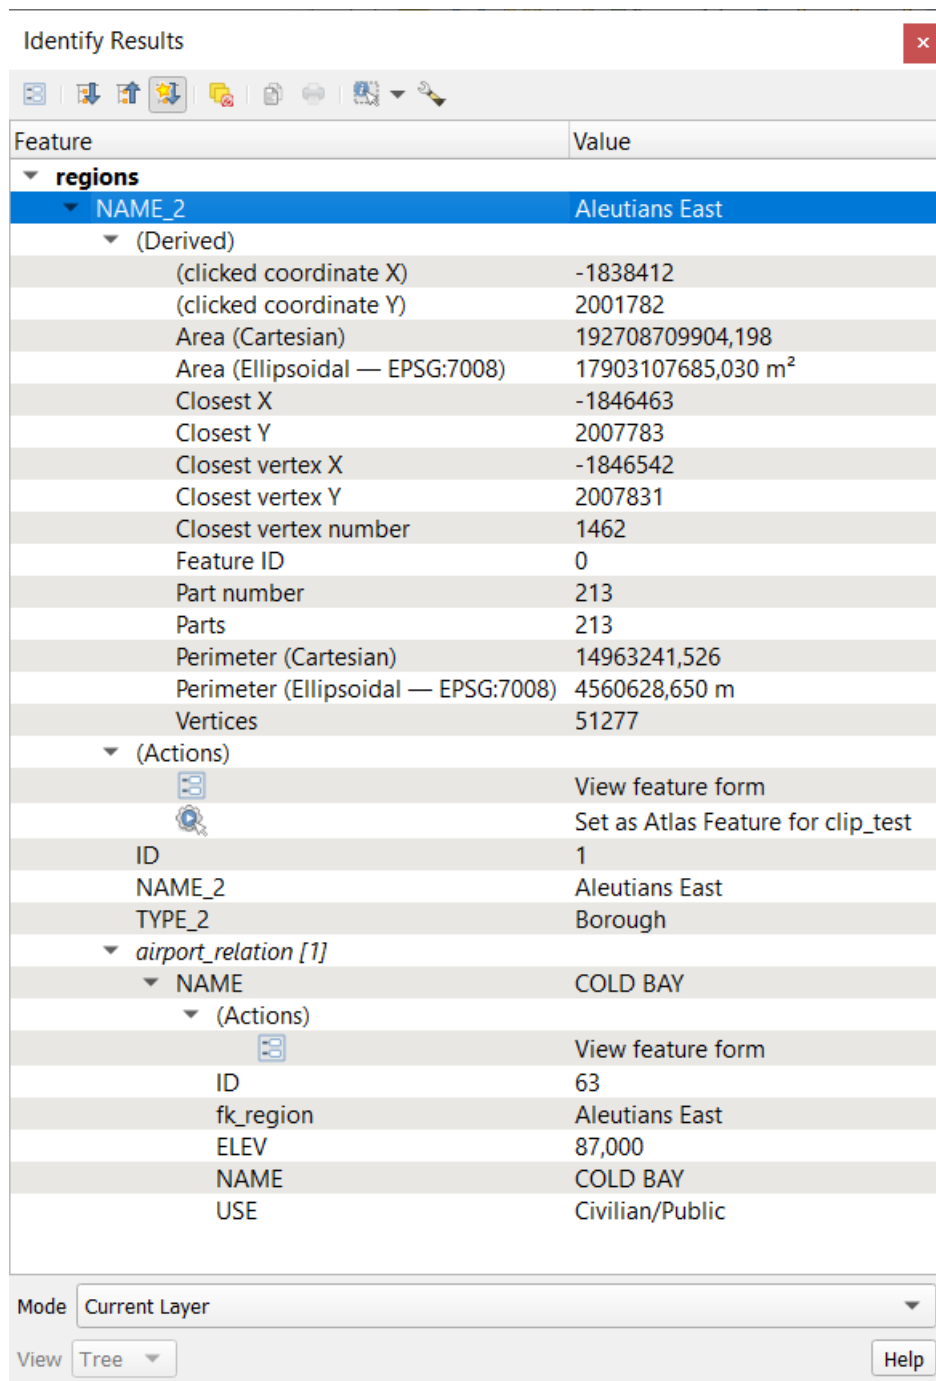 Identify Results
Feature Value
regions
NAME_2 Aleutians East
(Derived)
(clicked coordinate X) -1838412
(clicked coordinate Y) 2001782
Area (Cartesian) 192708709904,198
Area (Ellipsoidal — EPSG:7008) 17903107685,030 m²
Closest X -1846463
Closest Y 2007783
Closest vertex X -1846542
Closest vertex Y 2007831
Closest vertex number 1462
Feature ID 0
Part number 213
Parts 213
Perimeter (Cartesian) 14963241,526
Perimeter (Ellipsoidal — EPSG:7008) 4560628,650 m
Vertices 51277
(Actions)
View feature form
Set as Atlas Feature for clip_test
ID 1
NAME_2 Aleutians East
TYPE_2 Borough
airport_relation [1]
NAME COLD BAY
(Actions)
View feature form
ID 63
fk_region Aleutians East
ELEV 87,000
NAME COLD BAY
USE Civilian/Public
Mode Current Layer
View Tree Help